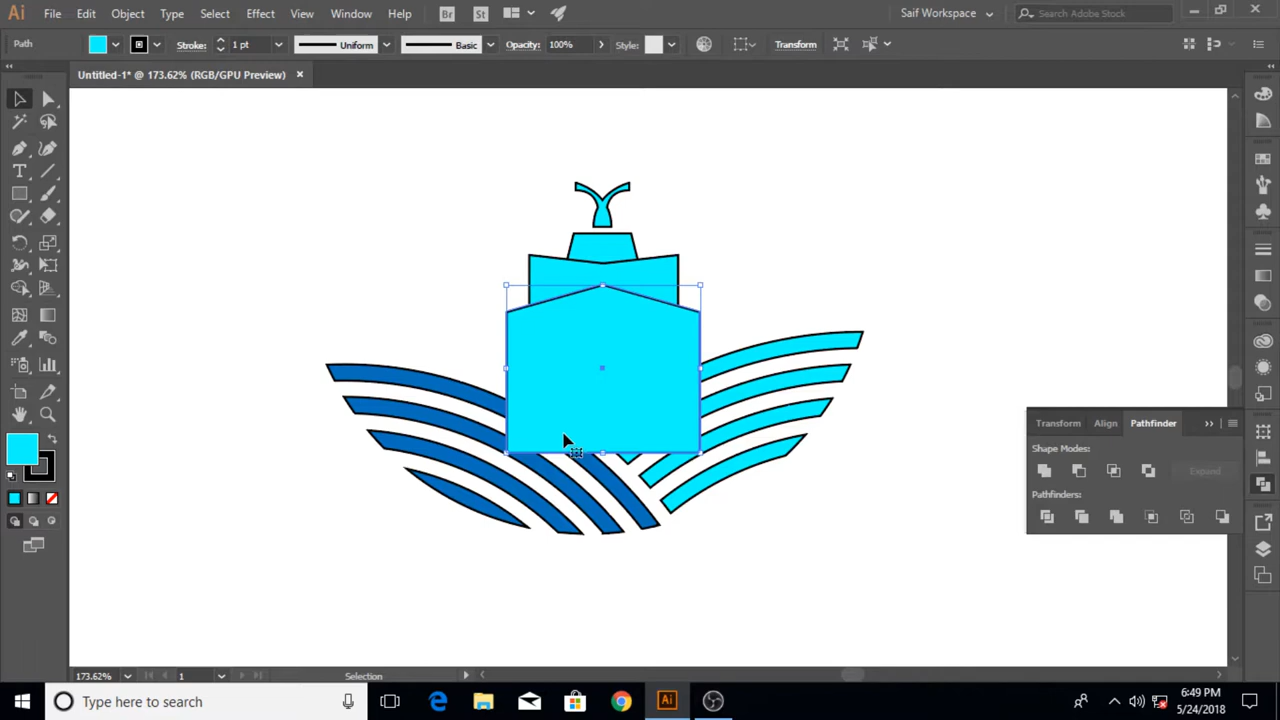 Ai File Edit Object Type Select Effect View Window Help Br St Saif Workspace Search Adobe Stock
Path Stroke: 1 pt Uniform Basic Opacity: 100% Style: Transform
Untitled-1* @ 173.62% (RGB/GPU Preview)
Transform Align Pathfinder
Shape Modes:
Expand
Pathfinders:
173.62% 1 Selection
Type here to search Ai 6:49 PM
5/24/2018